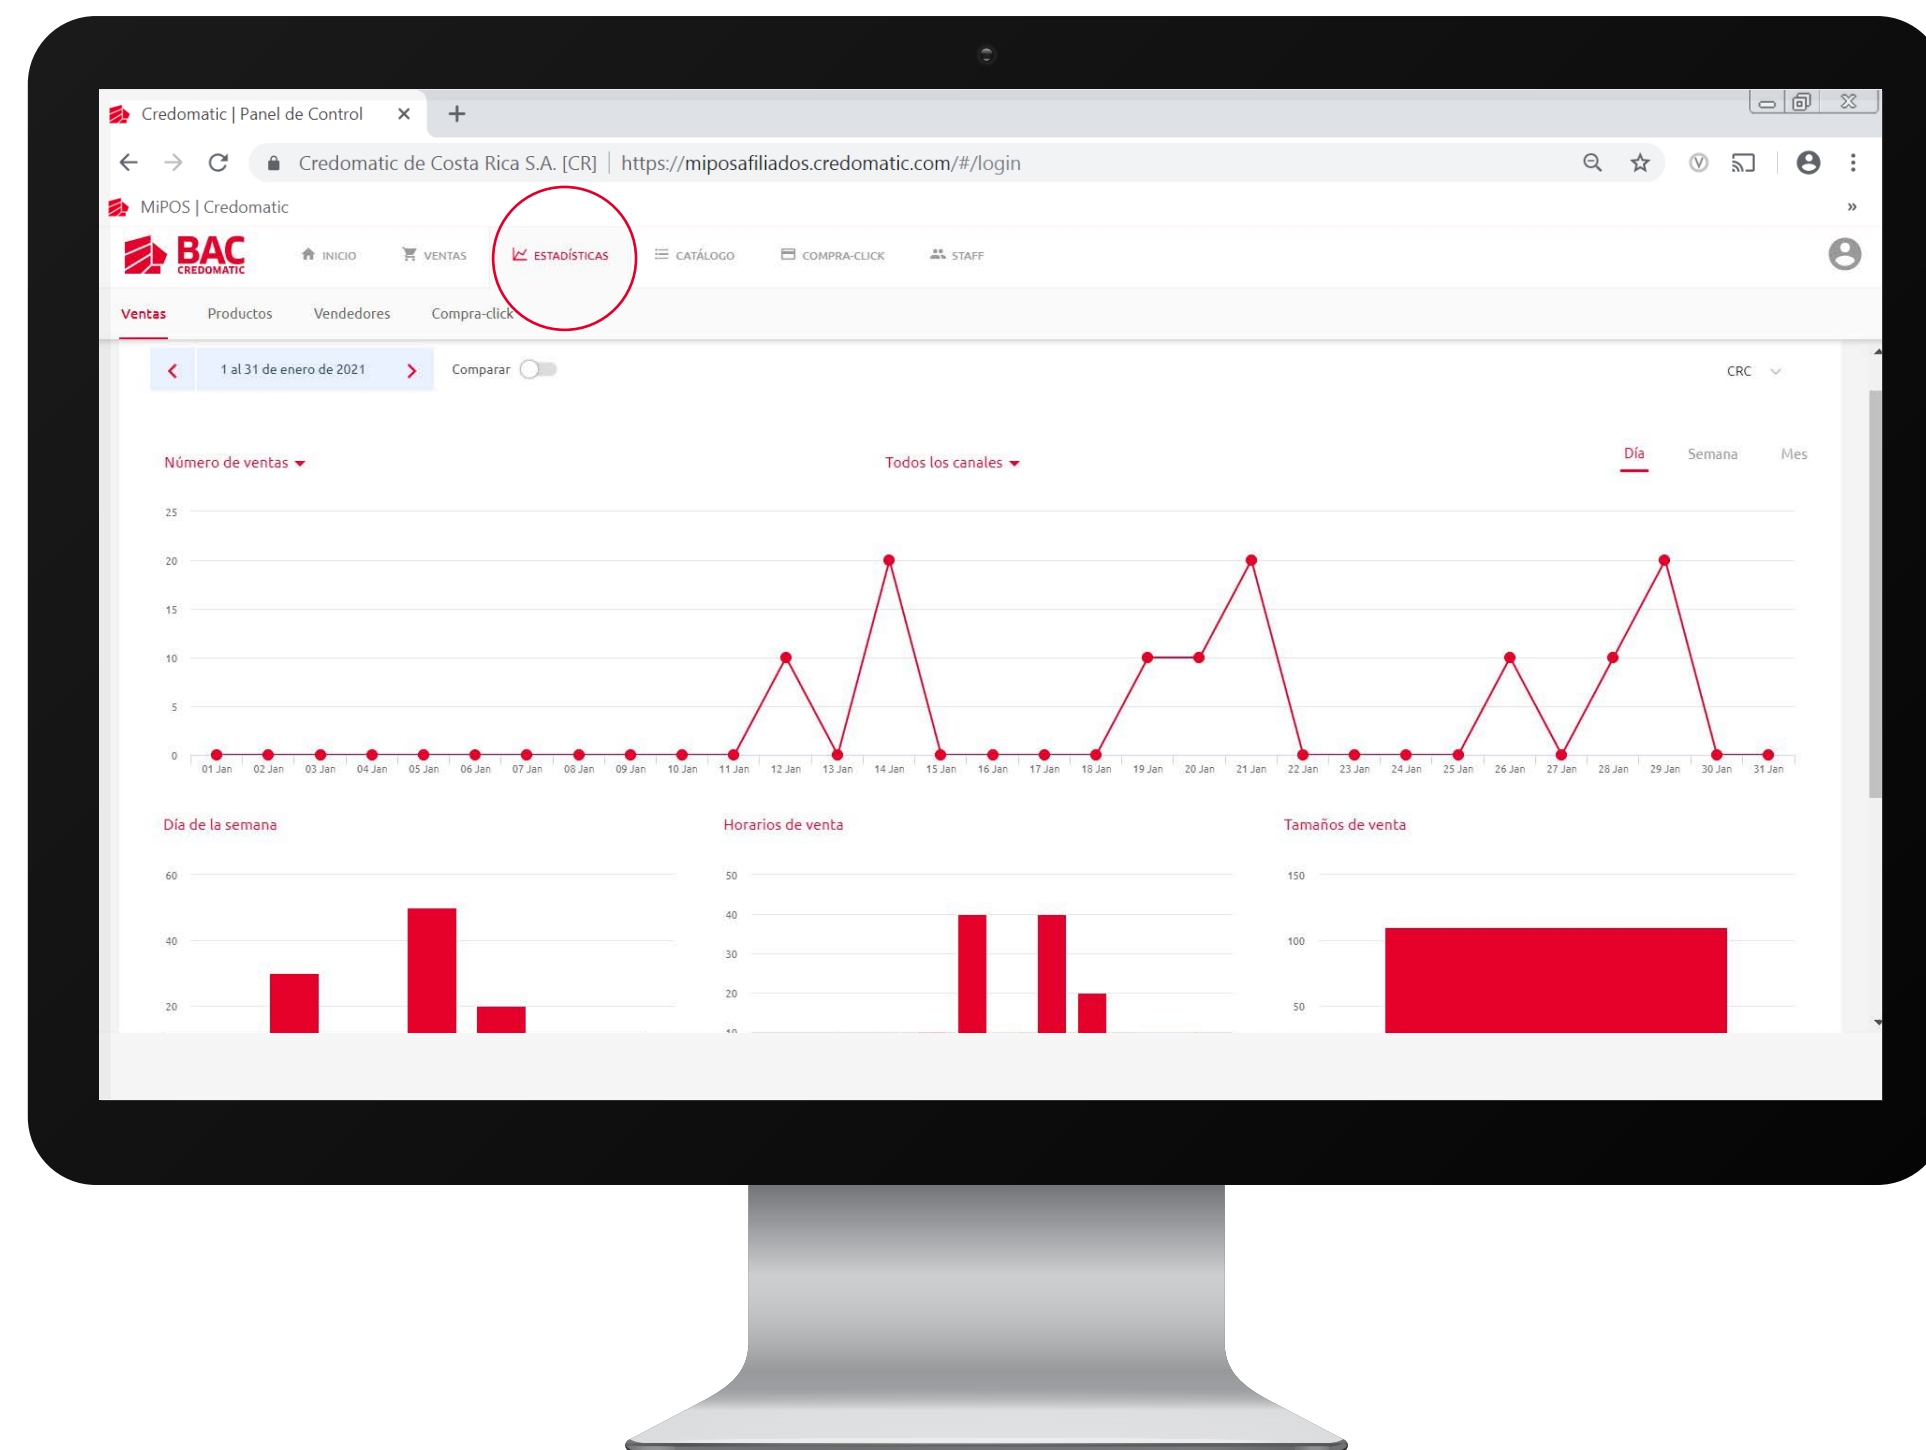 Credomatic | Panel de Control
Credomatic de Costa Rica S.A. [CR] | https://miposafiliados.credomatic.com/#/login
MiPOS | Credomatic
BAC
CREDOMATIC
INICIO VENTAS ESTADÍSTICAS CATÁLOGO COMPRA-CLICK STAFF
Ventas Productos Vendedores Compra-click
1 al 31 de enero de 2021 Comparar CRC
Número de ventas Todos los canales Día Semana Mes
25
20
15
10
5
0
01 Jan 02 Jan 03 Jan 04 Jan 05 Jan 06 Jan 07 Jan 08 Jan 09 Jan 10 Jan 11 Jan 12 Jan 13 Jan 14 Jan 15 Jan 16 Jan 17 Jan 18 Jan 19 Jan 20 Jan 21 Jan 22 Jan 23 Jan 24 Jan 25 Jan 26 Jan 27 Jan 28 Jan 29 Jan 30 Jan 31 Jan
Día de la semana
60
40
20
Horarios de venta
50
40
30
20
10
Tamaños de venta
150
100
50